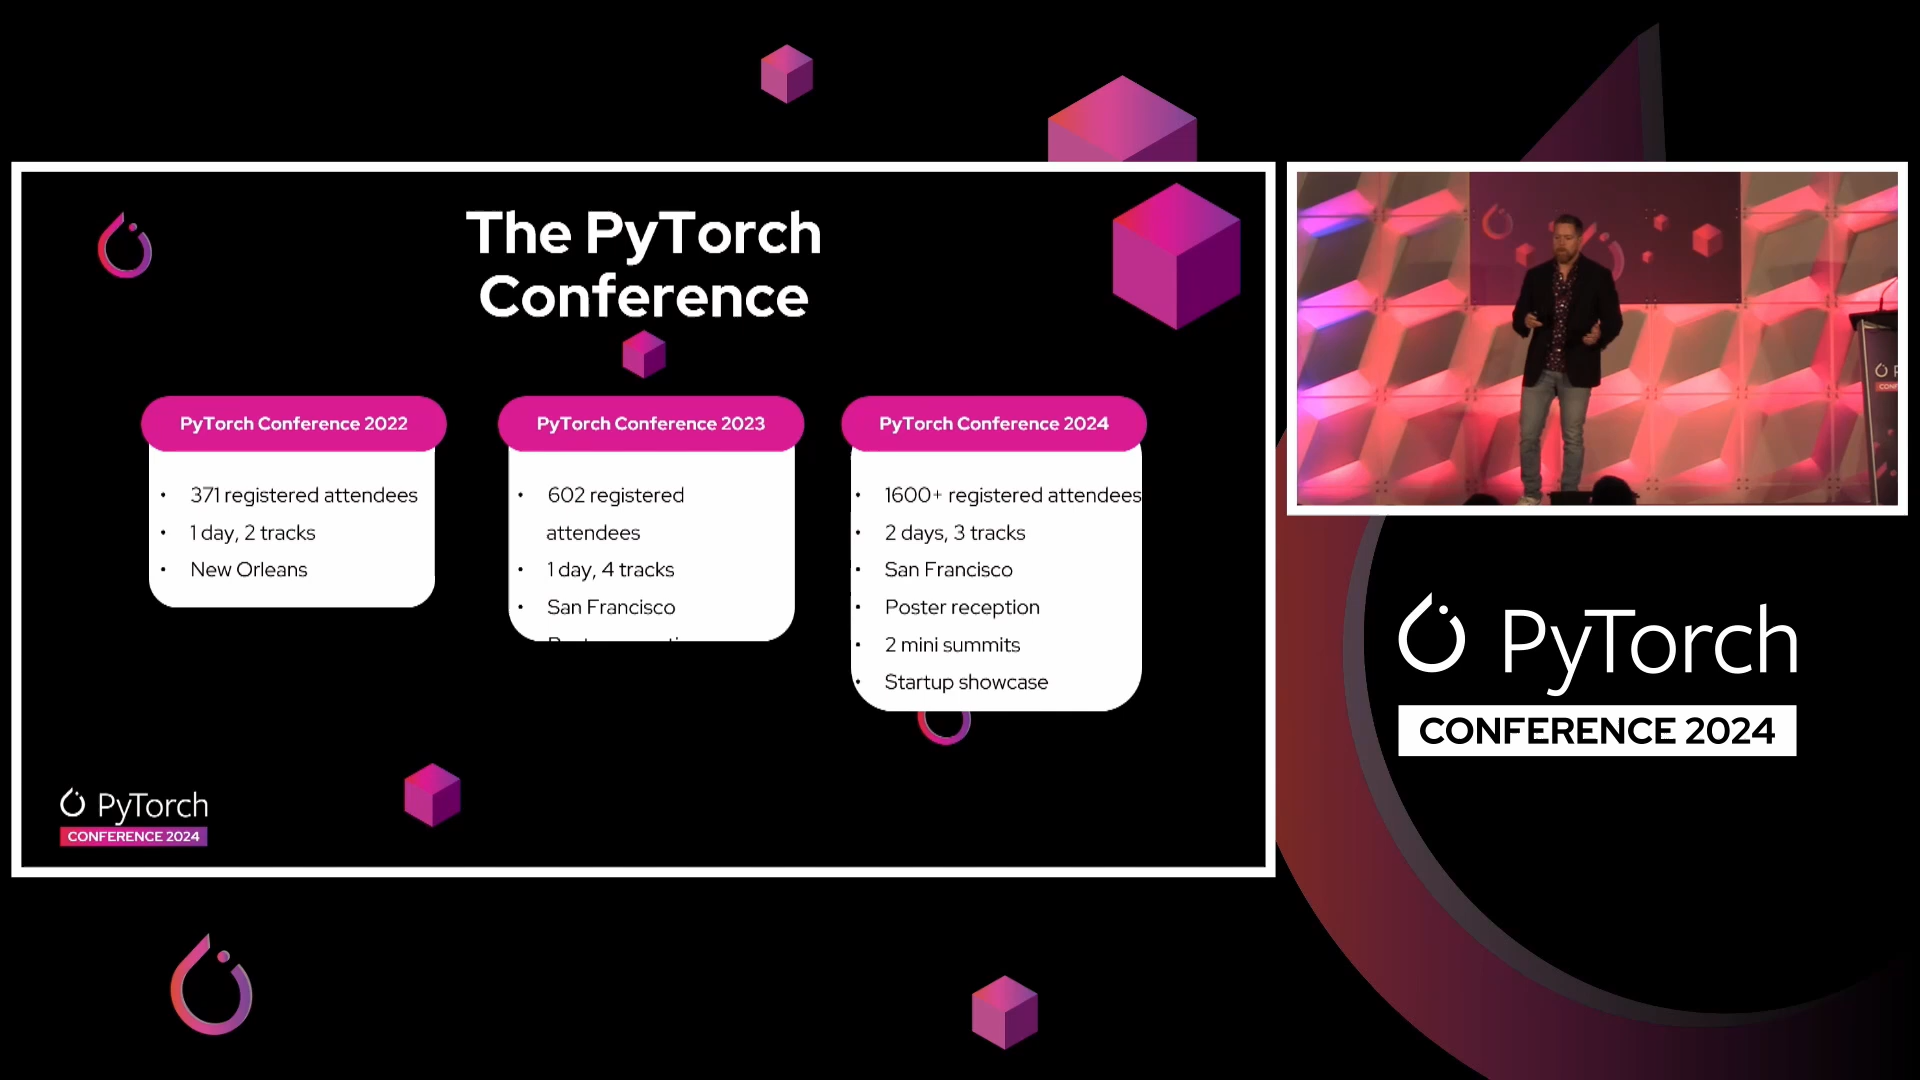 The PyTorch
Conference
PyTorch Conference 2022
371 registered attendees
1 day, 2 tracks
New Orleans
PyTorch Conference 2023
602 registered
attendees
1 day, 4 tracks
San Francisco
PyTorch Conference 2024
1600+ registered attendees
2 days, 3 tracks
San Francisco
Poster reception
2 mini summits
Startup showcase
PyTorch
CONFERENCE 2024
PyTorch
CONFERENCE 2024